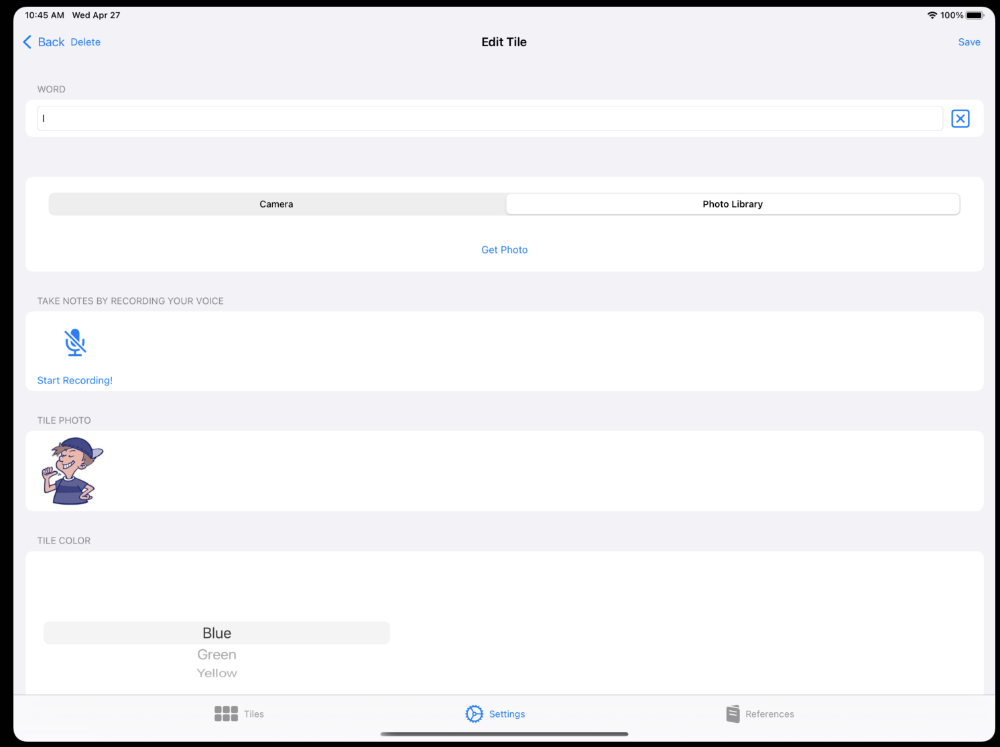 10:45 AM Wed Apr 27
100%
Back Delete
Edit Tile
Save
WORD
I
Camera
Photo Library
Get Photo
TAKE NOTES BY RECORDING YOUR VOICE
Start Recording!
TILE PHOTO
TILE COLOR
Blue
Green
Yellow
Tiles
Settings
References